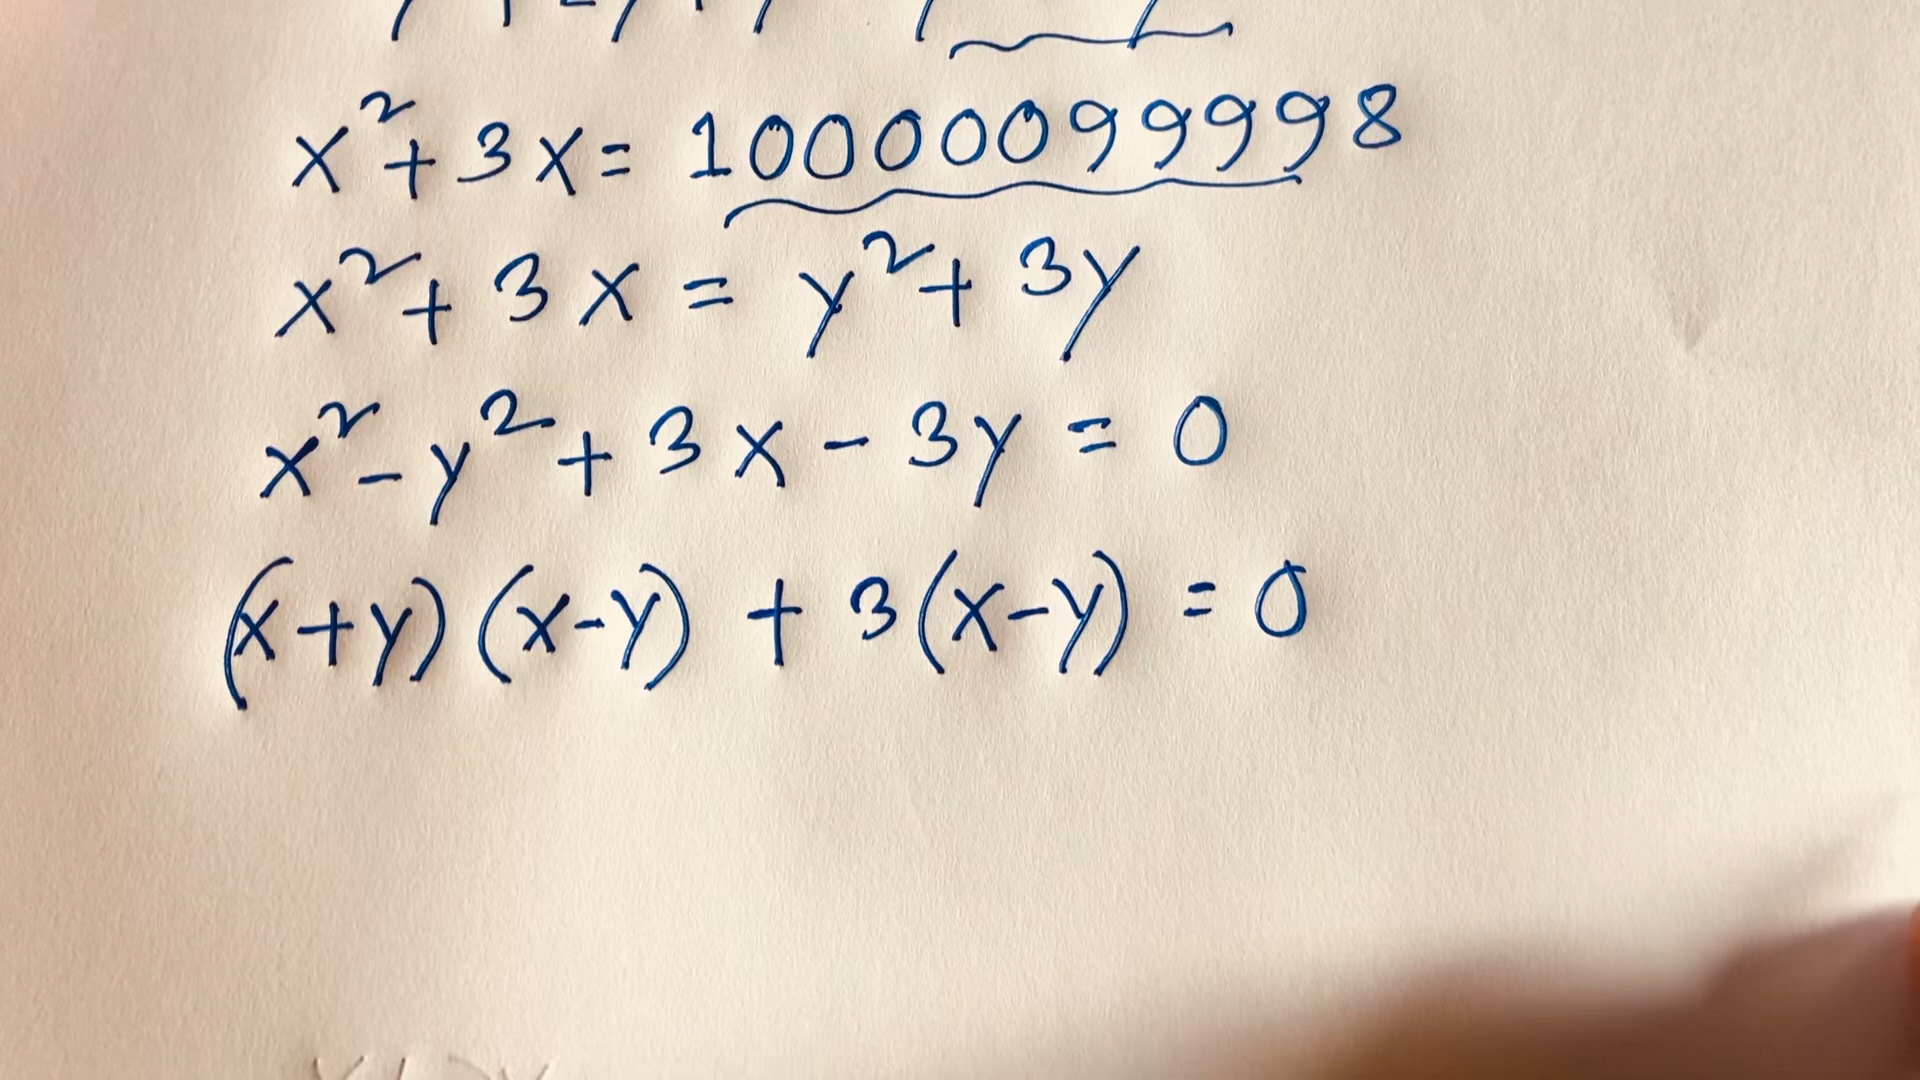 x²+3x= 10000099998
x²+3x = y²+3y
x²-y²+3x-3y = 0
(x+y)(x-y) + 3(x-y) = 0